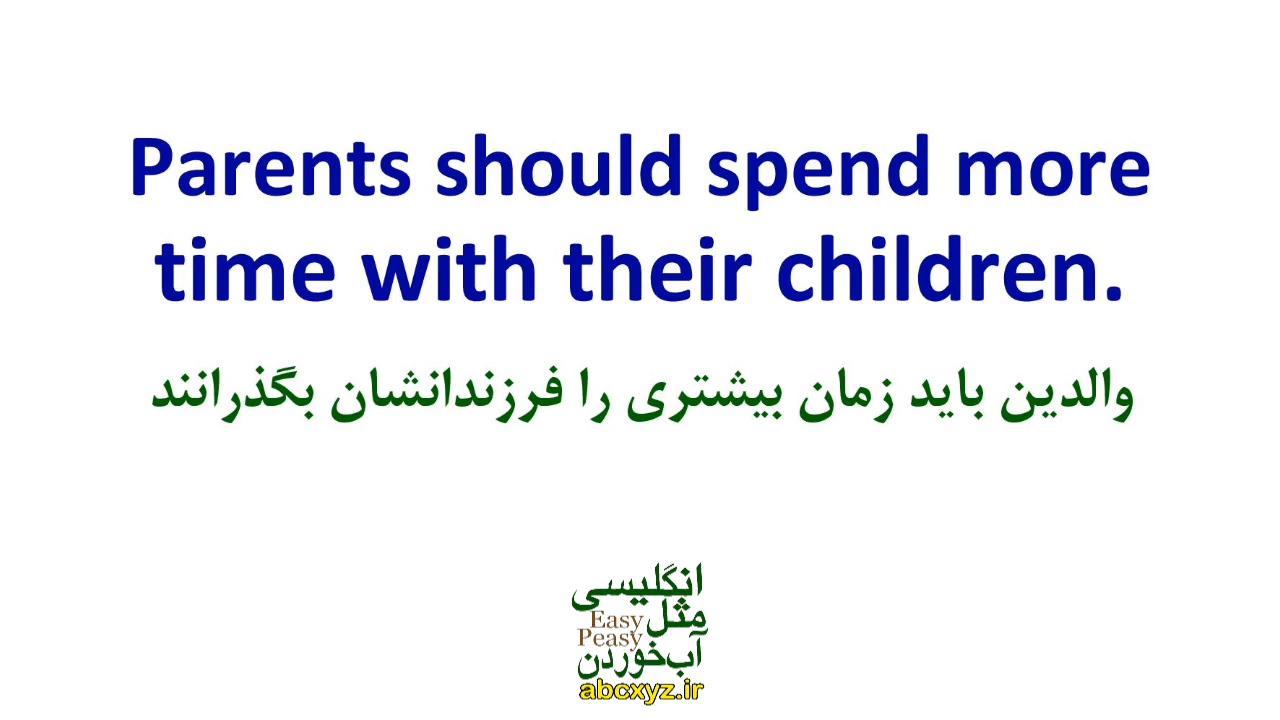 Parents should spend more
time with their children.
والدین باید زمان بیشتری را فرزندانشان بگذرانند
انگلیسی
مثل
Easy
Peasy
آب‌خوردن
abcxyz.ir